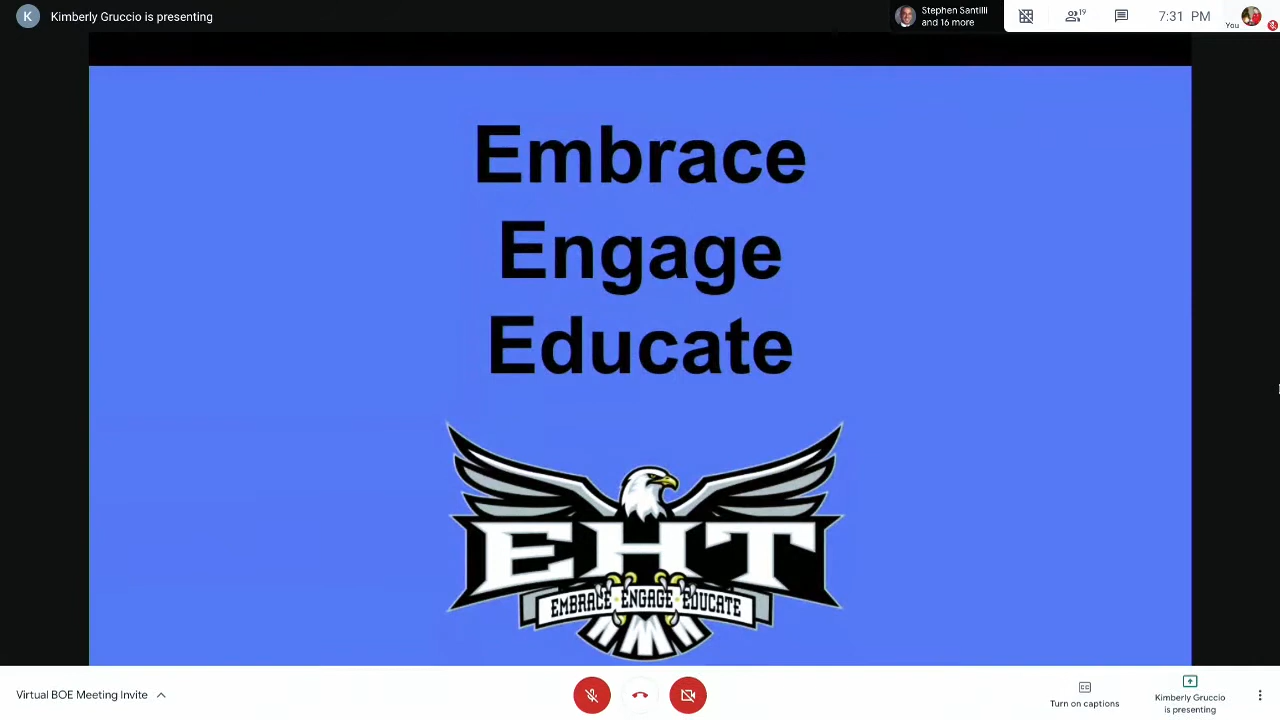 K
Kimberly Gruccio is presenting
Stephen Santilli
and 16 more
19
7:31 PM
You
Embrace
Engage
Educate
EHT
EMBRACE ENGAGE EDUCATE
Virtual BOE Meeting Invite
CC
Turn on captions
Kimberly Gruccio
is presenting